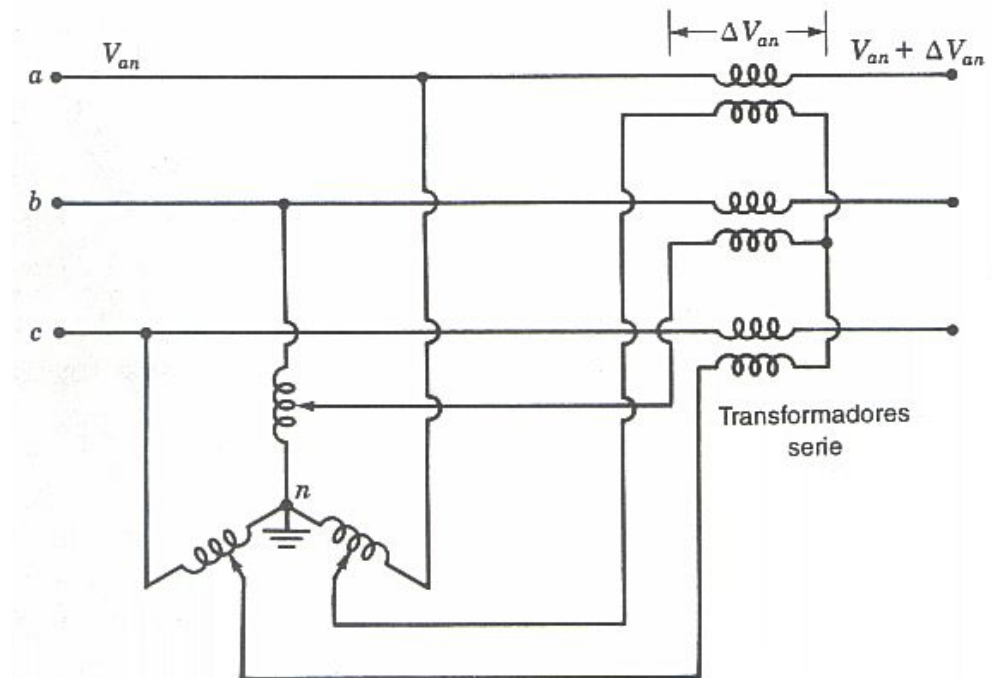 ΔVan
Van
Van + ΔVan
a
b
c
Transformadores
serie
n